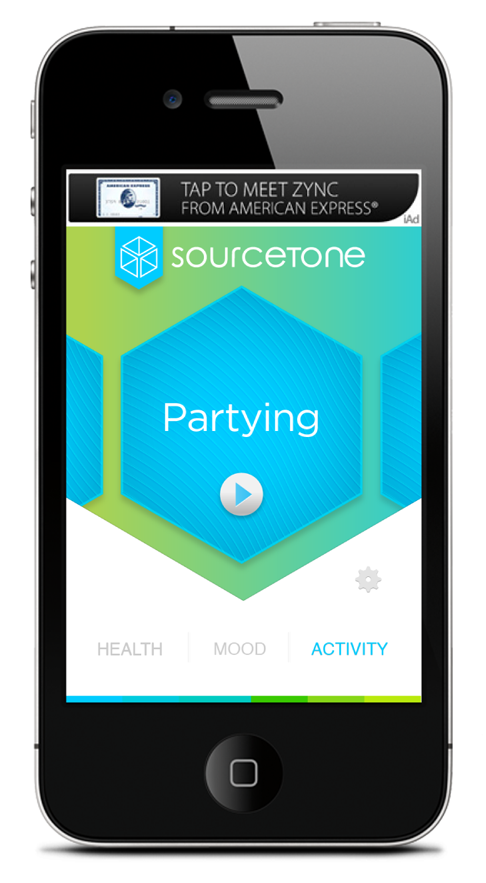 AMERICAN EXPRESS
TAP TO MEET ZYNC
FROM AMERICAN EXPRESS®
iAd
sourcetone
Partying
HEALTH MOOD ACTIVITY